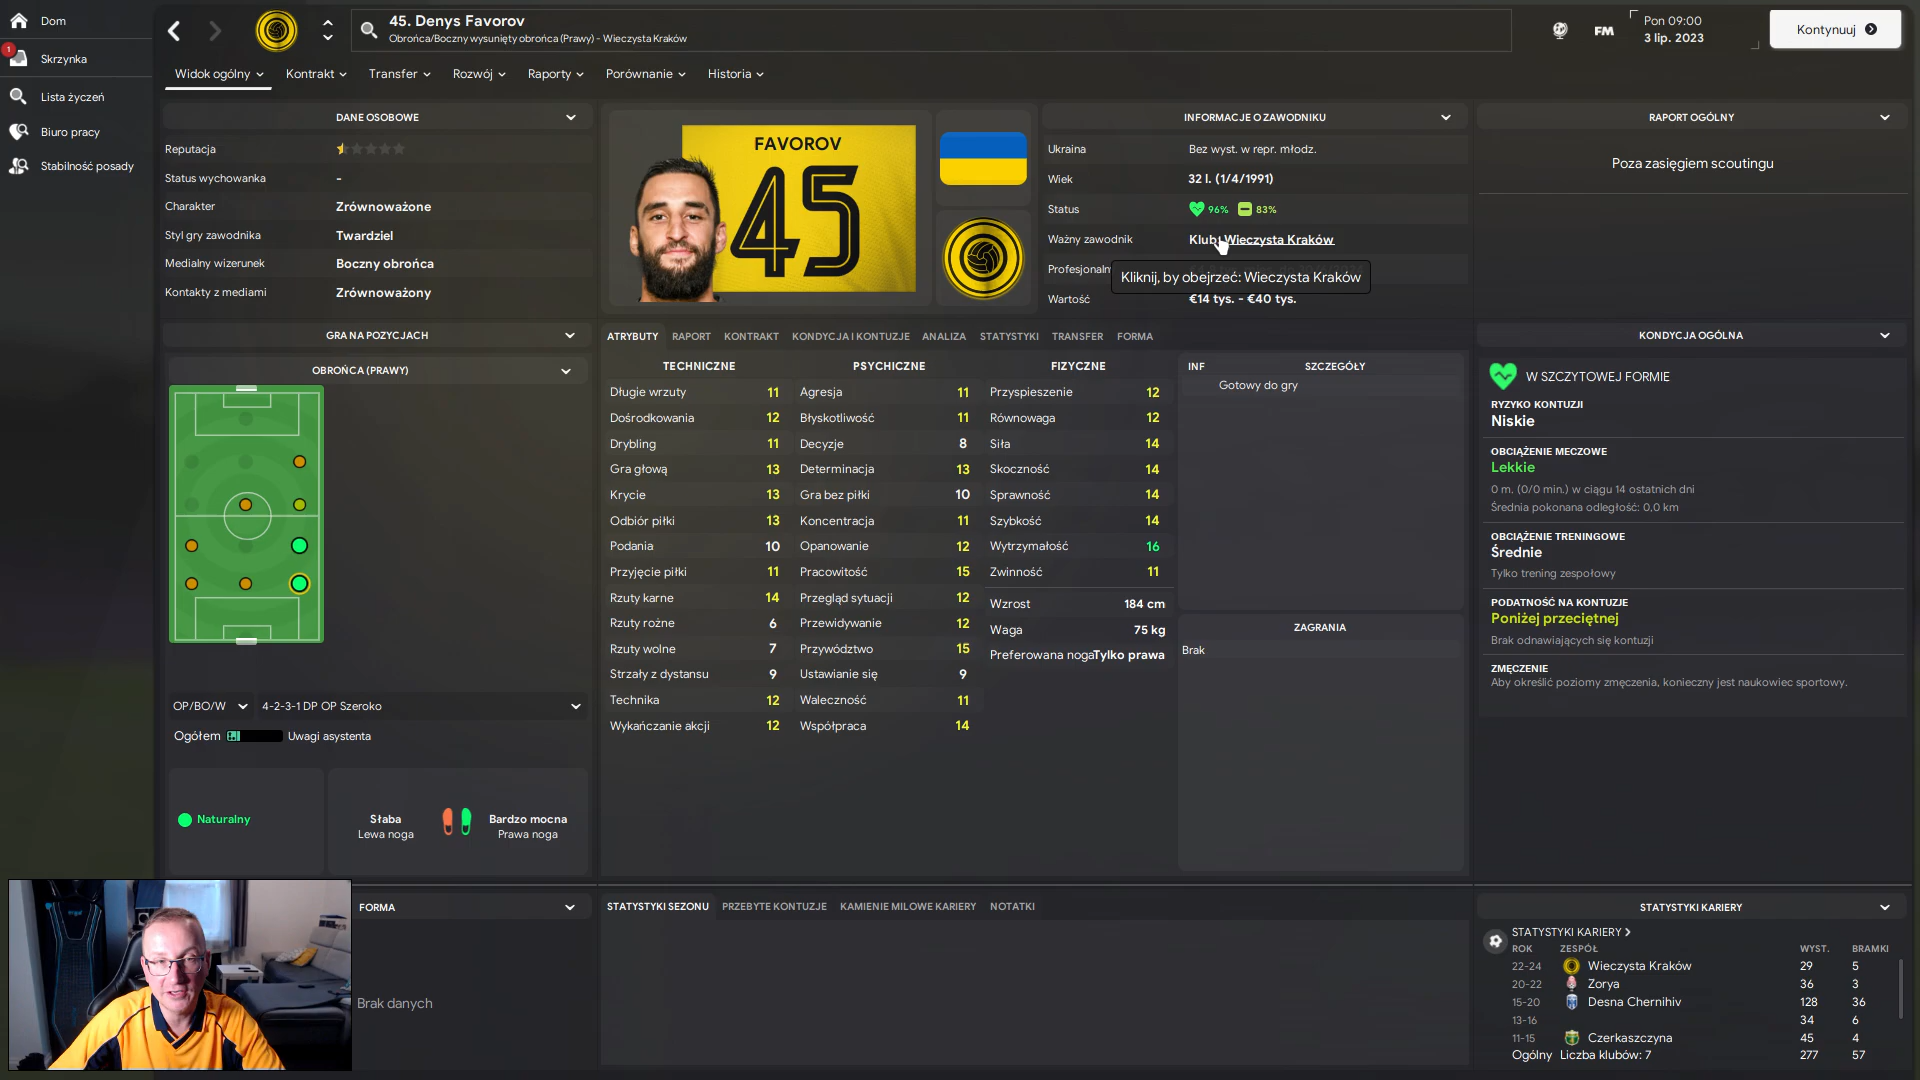 Dom
1
Skrzynka
Lista życzeń
Biuro pracy
Stabilność posady
45. Denys Favorov
Obrońca/Boczny wysunięty obrońca (Prawy) - Wieczysta Kraków
FM
Pon 09:00
3 lip. 2023
Kontynuuj
Widok ogólny
Kontrakt
Transfer
Rozwój
Raporty
Porównanie
Historia
DANE OSOBOWE
Reputacja
Status wychowanka -
Charakter Zrównoważone
Styl gry zawodnika Twardziel
Medialny wizerunek Boczny obrońca
Kontakty z mediami Zrównoważony
FAVOROV
45
INFORMACJE O ZAWODNIKU
Ukraina Bez wyst. w repr. młodz.
Wiek 32 l. (1/4/1991)
Status 96% 83%
Ważny zawodnik Klub: Wieczysta Kraków
Profesjonaln
Kliknij, by obejrzeć: Wieczysta Kraków
Wartość €14 tys. - €40 tys.
RAPORT OGÓLNY
Poza zasięgiem scoutingu
GRA NA POZYCJACH
OBROŃCA (PRAWY)
OP/BO/W 4-2-3-1 DP OP Szeroko
Ogółem Uwagi asystenta
Naturalny
Słaba
Lewa noga
Bardzo mocna
Prawa noga
ATRYBUTY RAPORT KONTRAKT KONDYCJA I KONTUZJE ANALIZA STATYSTYKI TRANSFER FORMA
TECHNICZNE
Długie wrzuty 11
Dośrodkowania 12
Drybling 11
Gra głową 13
Krycie 13
Odbiór piłki 13
Podania 10
Przyjęcie piłki 11
Rzuty karne 14
Rzuty rożne 6
Rzuty wolne 7
Strzały z dystansu 9
Technika 12
Wykańczanie akcji 12
PSYCHICZNE
Agresja 11
Błyskotliwość 11
Decyzje 8
Determinacja 13
Gra bez piłki 10
Koncentracja 11
Opanowanie 12
Pracowitość 15
Przegląd sytuacji 12
Przewidywanie 12
Przywództwo 15
Ustawianie się 9
Waleczność 11
Współpraca 14
FIZYCZNE
Przyspieszenie 12
Równowaga 12
Siła 14
Skoczność 14
Sprawność 14
Szybkość 14
Wytrzymałość 16
Zwinność 11
Wzrost 184 cm
Waga 75 kg
Preferowana noga Tylko prawa
INF SZCZEGÓŁY
Gotowy do gry
ZAGRANIA
Brak
KONDYCJA OGÓLNA
W SZCZYTOWEJ FORMIE
RYZYKO KONTUZJI
Niskie
OBCIĄŻENIE MECZOWE
Lekkie
0 m. (0/0 min.) w ciągu 14 ostatnich dni
Średnia pokonana odległość: 0,0 km
OBCIĄŻENIE TRENINGOWE
Średnie
Tylko trening zespołowy
PODATNOŚĆ NA KONTUZJE
Poniżej przeciętnej
Brak odnawiających się kontuzji
ZMĘCZENIE
Aby określić poziomy zmęczenia, konieczny jest naukowiec sportowy.
FORMA
Brak danych
STATYSTYKI SEZONU PRZEBYTE KONTUZJE KAMIENIE MILOWE KARIERY NOTATKI
STATYSTYKI KARIERY
STATYSTYKI KARIERY
ROK ZESPÓŁ WYST. BRAMKI
22-24 Wieczysta Kraków 29 5
20-22 Zorya 36 3
15-20 Desna Chernihiv 128 36
13-16 34 6
11-15 Czerkaszczyna 45 4
Ogólny Liczba klubów: 7 277 57